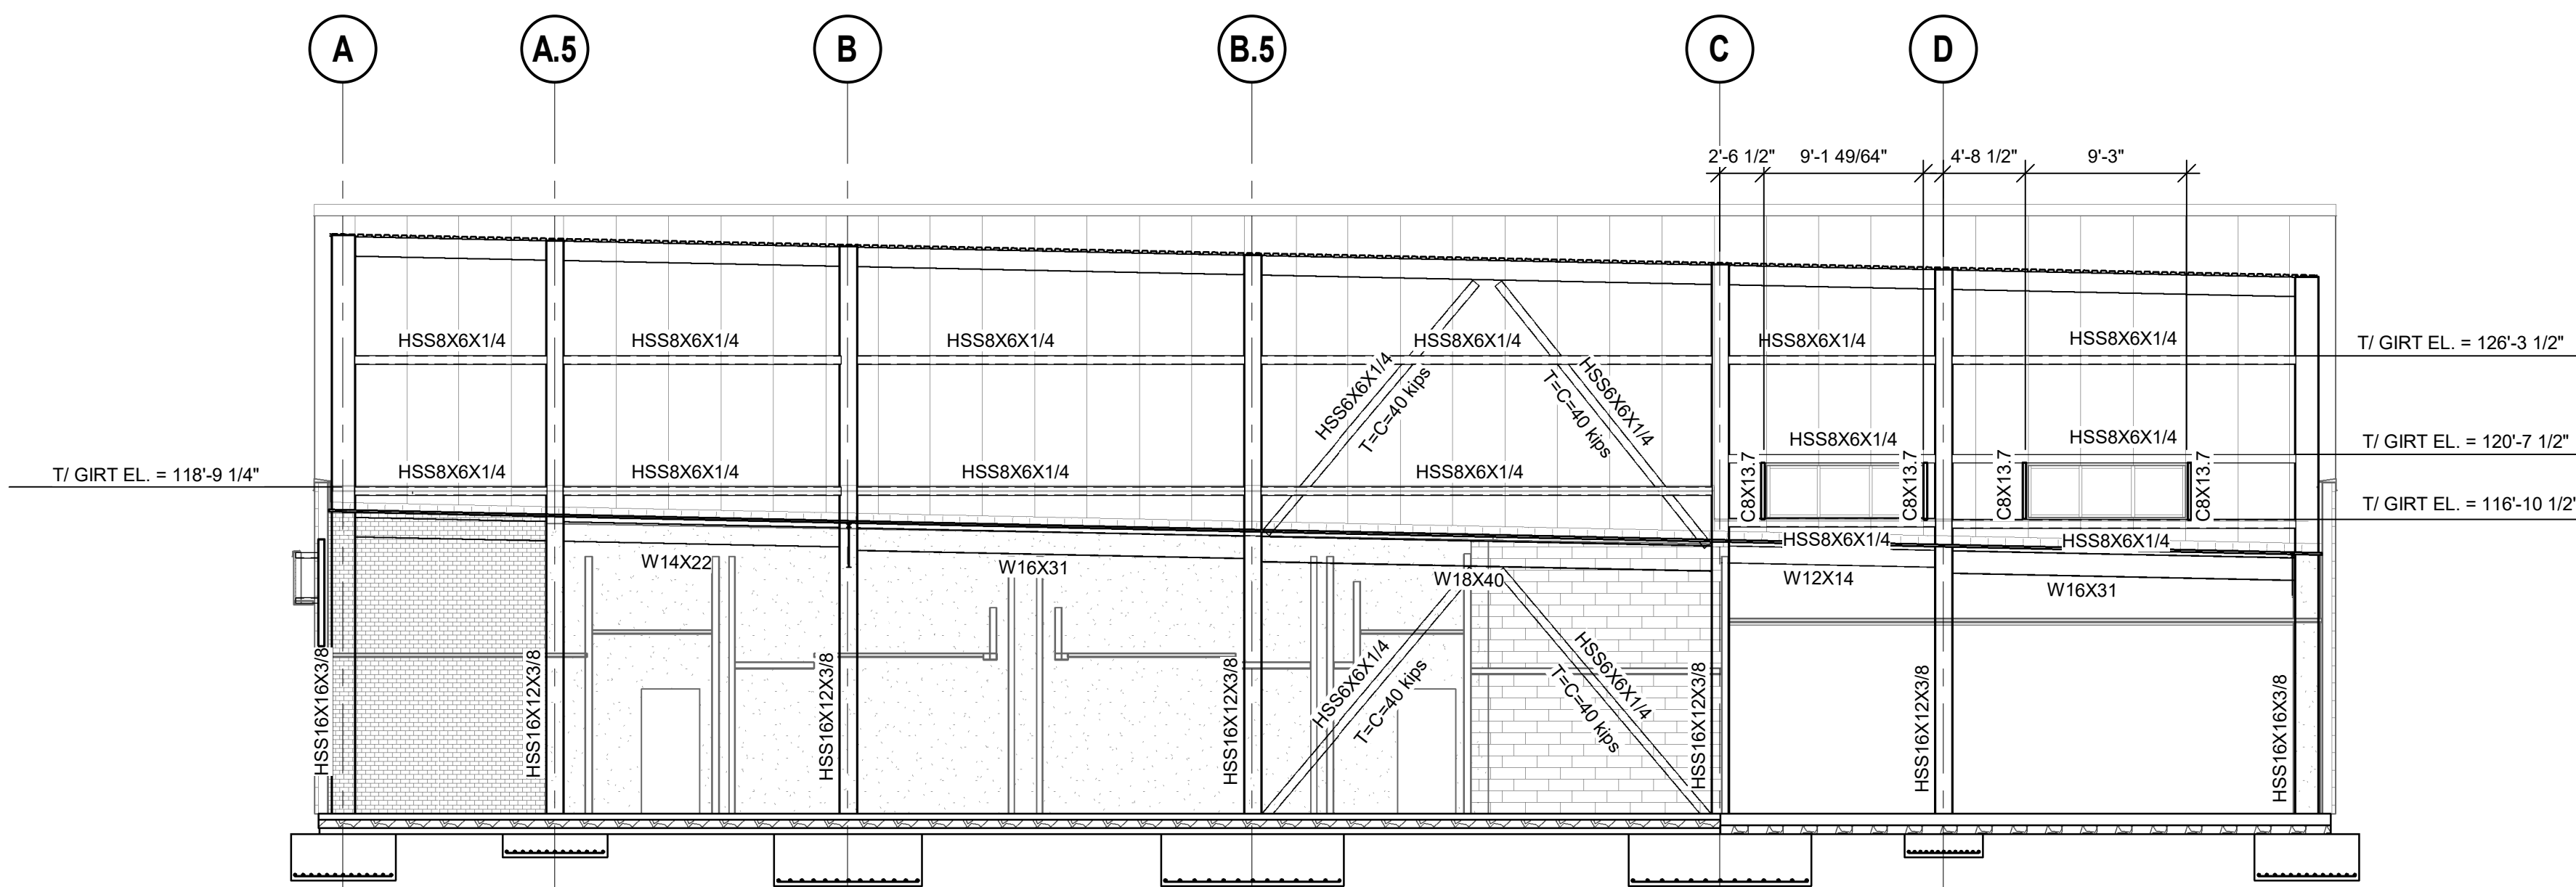 A
A.5
B
B.5
C
D
2'-6 1/2"
9'-1 49/64"
4'-8 1/2"
9'-3"
HSS8X6X1/4
HSS8X6X1/4
HSS8X6X1/4
HSS8X6X1/4
HSS8X6X1/4
HSS8X6X1/4
T/ GIRT EL. = 126'-3 1/2"
HSS6X6X1/4
T=C=40 kips
HSS6X6X1/4
T=C=40 kips
HSS8X6X1/4
HSS8X6X1/4
T/ GIRT EL. = 120'-7 1/2"
T/ GIRT EL. = 118'-9 1/4"
HSS8X6X1/4
HSS8X6X1/4
HSS8X6X1/4
HSS8X6X1/4
C8X13.7
C8X13.7
C8X13.7
C8X13.7
T/ GIRT EL. = 116'-10 1/2"
HSS8X6X1/4
HSS8X6X1/4
W14X22
W16X31
W18X40
W12X14
W16X31
HSS16X16X3/8
HSS16X12X3/8
HSS16X12X3/8
HSS16X12X3/8
HSS6X6X1/4
T=C=40 kips
HSS6X6X1/4
T=C=40 kips
HSS16X12X3/8
HSS16X12X3/8
HSS16X16X3/8